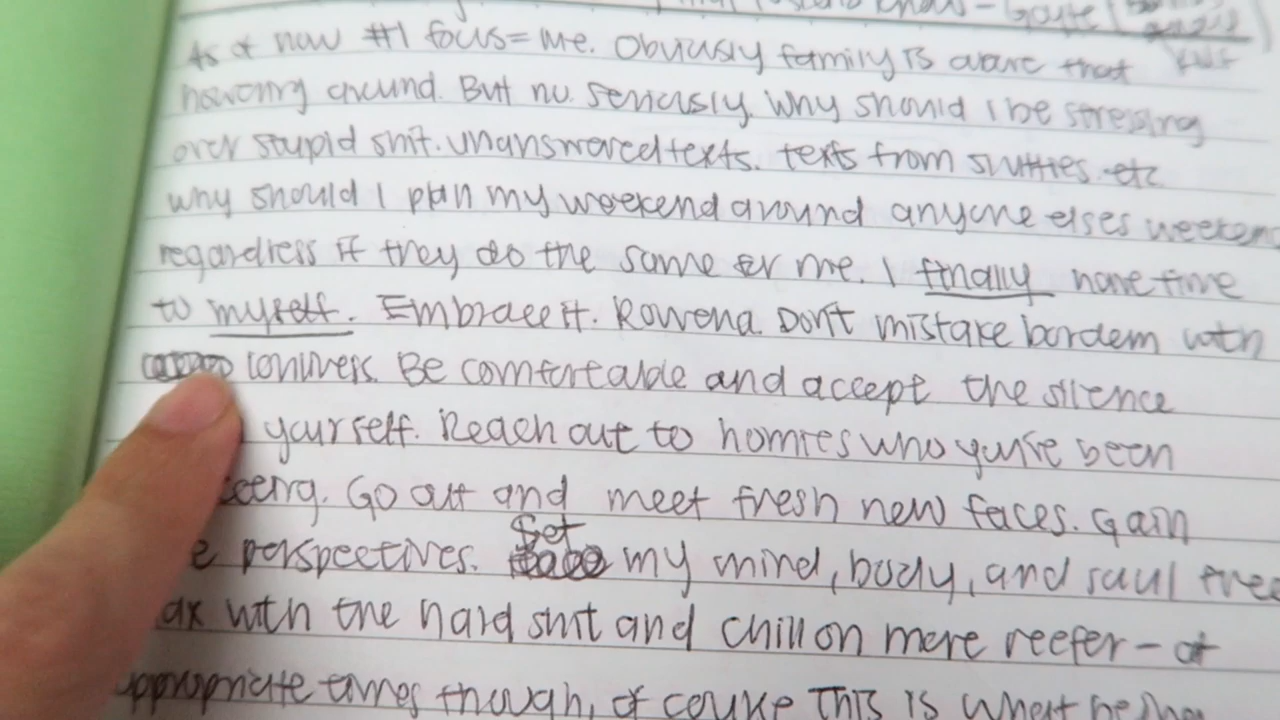 know - Goyte
As of now #1 focus = me. Obviously family is above that
hovering around. But no seriously. Why should I be stressing
over stupid shit. unanswered texts. texts from slutties. etc
why should I plan my weekend around anyone elses weekend
regardless if they do the same for me. I finally have time
to myself. Embrace it. Rowena. Don't mistake bordem with
Be comfortable and accept the silence
yourself. Reach out to homies who you've been
Go out and meet fresh new faces. Gain
perspectives. Set my mind, body, and soul free
with the hard shit and chill on more reefer - at
appropriate times though, of course This is what